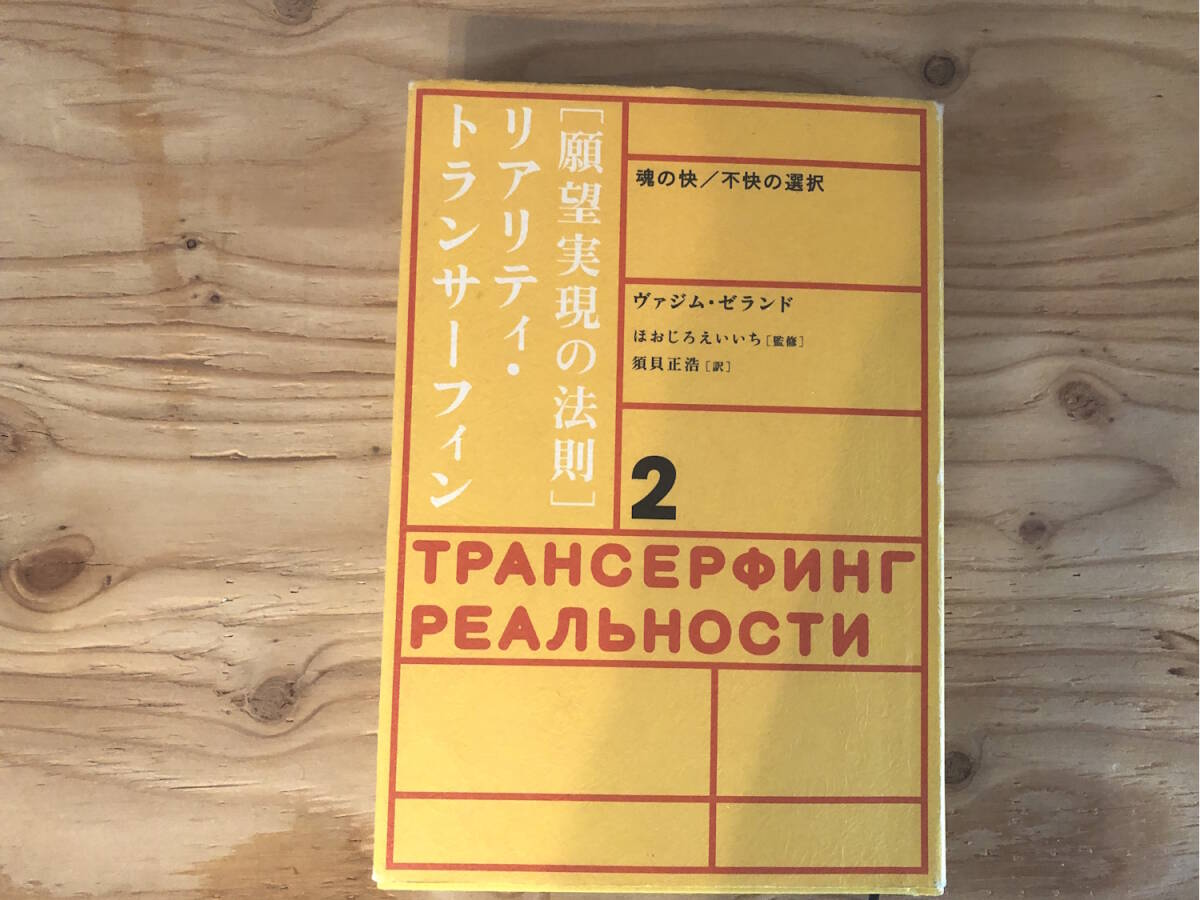 [願望実現の法則]
リアリティ・
トランサーフィン
魂の快／不快の選択
ヴァジム・ゼランド
ほおじろえいいち[監修]
須貝正浩[訳]
2
ТРАНСЕРФИНГ
РЕАЛЬНОСТИ